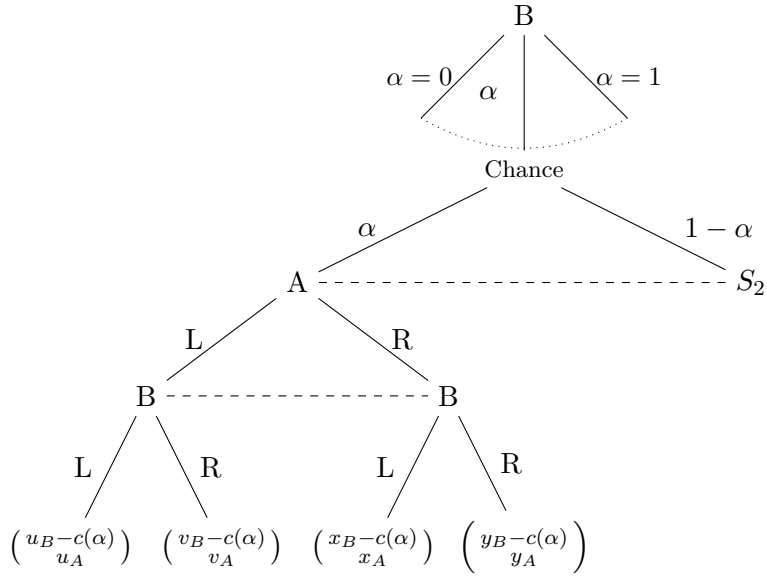 B
α = 0 α α = 1
Chance
α 1 − α
A S₂
L R
B B
L R L R
(u_B−c(α) u_A) (v_B−c(α) v_A) (x_B−c(α) x_A) (y_B−c(α) y_A)